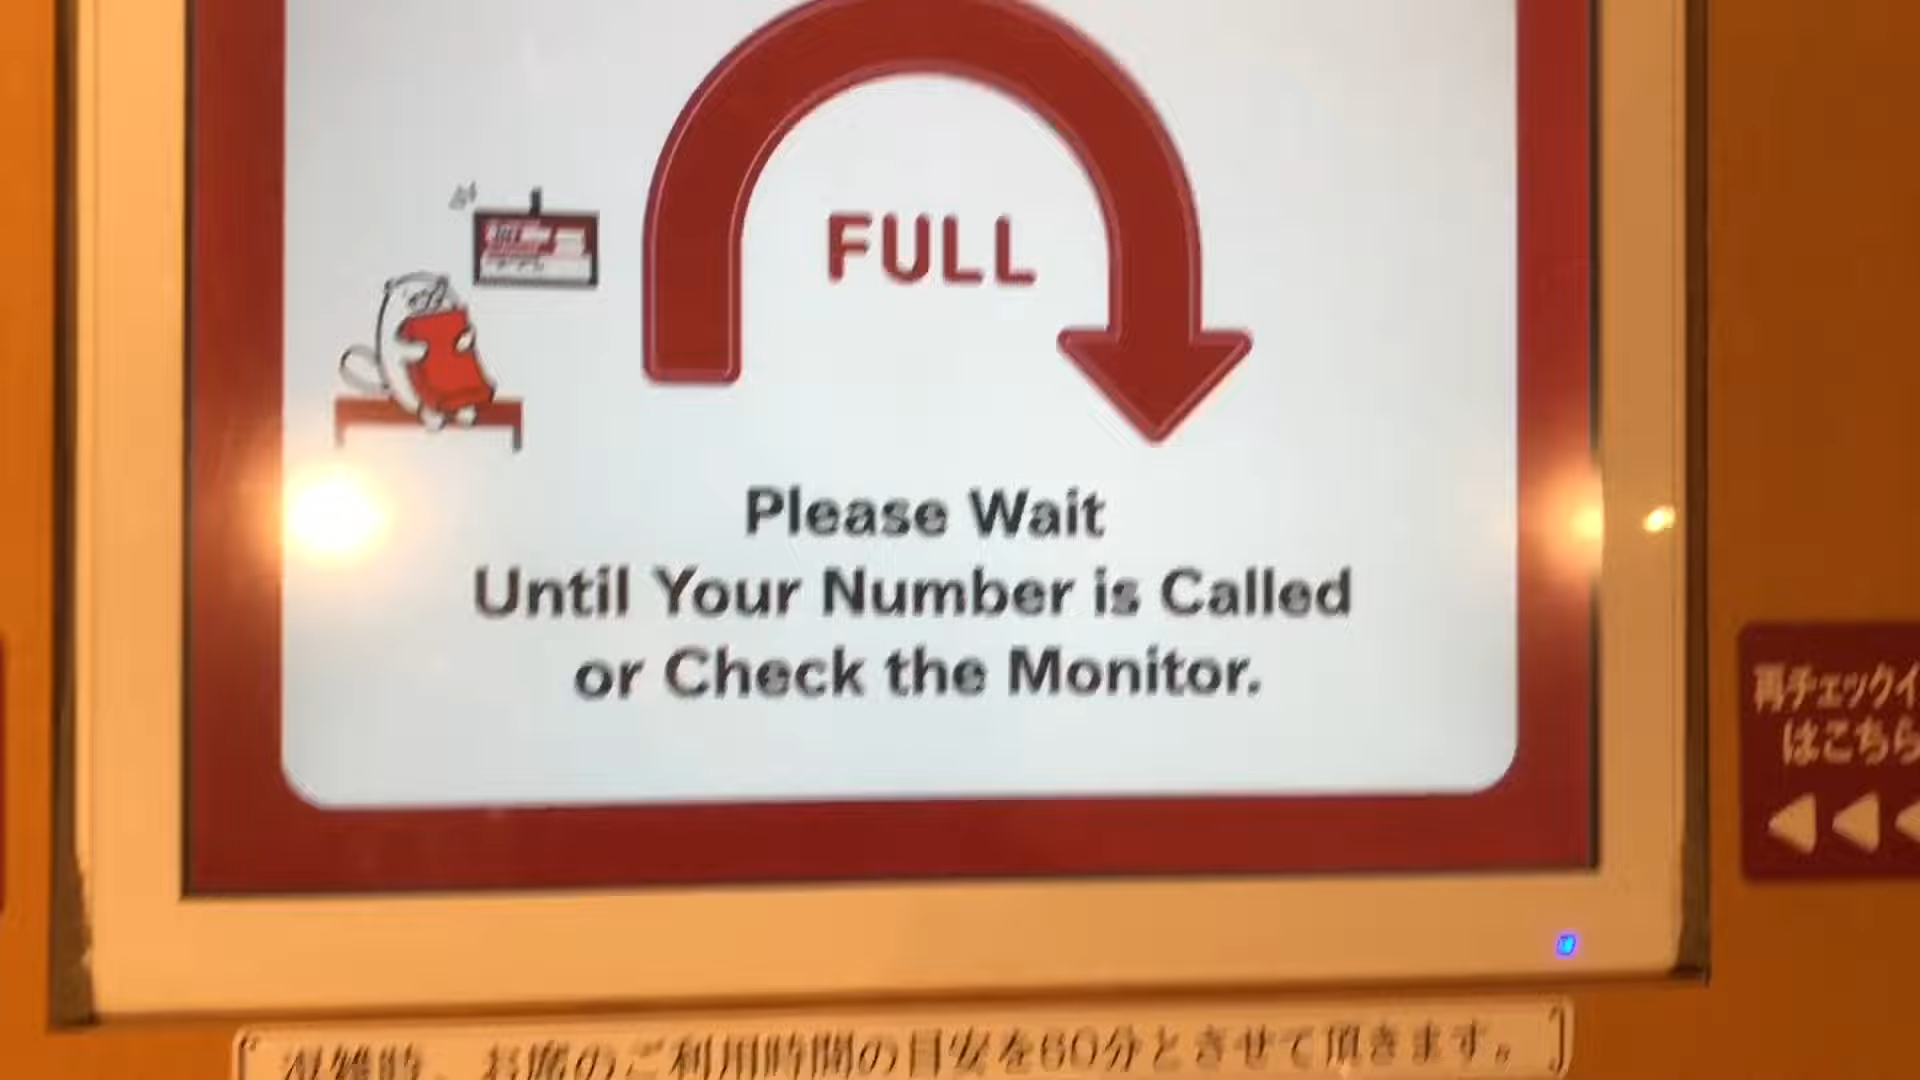 FULL
Please Wait
Until Your Number is Called
or Check the Monitor.
再チェックイ
はこちら
混雑時、お席のご利用時間の目安を60分とさせて頂きます。